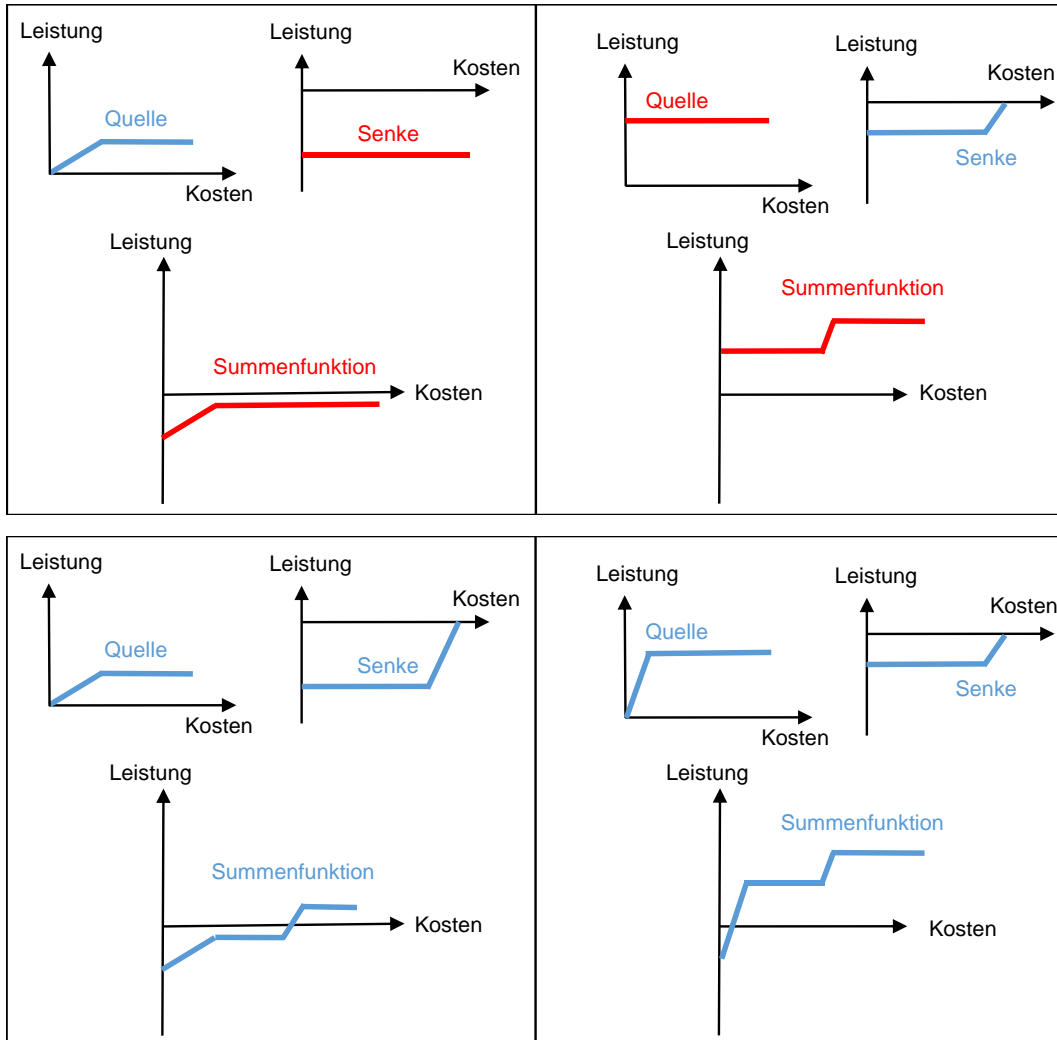 Leistung
Quelle
Kosten
Leistung
Kosten
Senke
Leistung
Summenfunktion
Kosten
Leistung
Quelle
Kosten
Leistung
Kosten
Senke
Leistung
Summenfunktion
Kosten
Leistung
Quelle
Kosten
Leistung
Kosten
Senke
Leistung
Summenfunktion
Kosten
Leistung
Quelle
Kosten
Leistung
Kosten
Senke
Leistung
Summenfunktion
Kosten